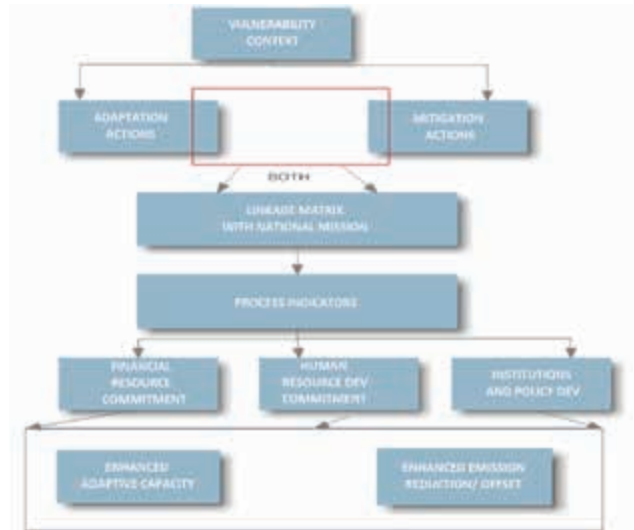 VULNERABILITY
CONTEXT
ADAPTATION
ACTIONS
MITIGATION
ACTIONS
BOTH
LINKAGE MATRIX
WITH NATIONAL MISSION
PROCESS INDICATORS
FINANCIAL
RESOURCE
COMMITMENT
HUMAN
RESOURCE DEV
COMMITMENT
INSTITUTIONS
AND POLICY DEV
ENHANCED
ADAPTIVE CAPACITY
ENHANCED EMISSION
REDUCTION/ OFFSET